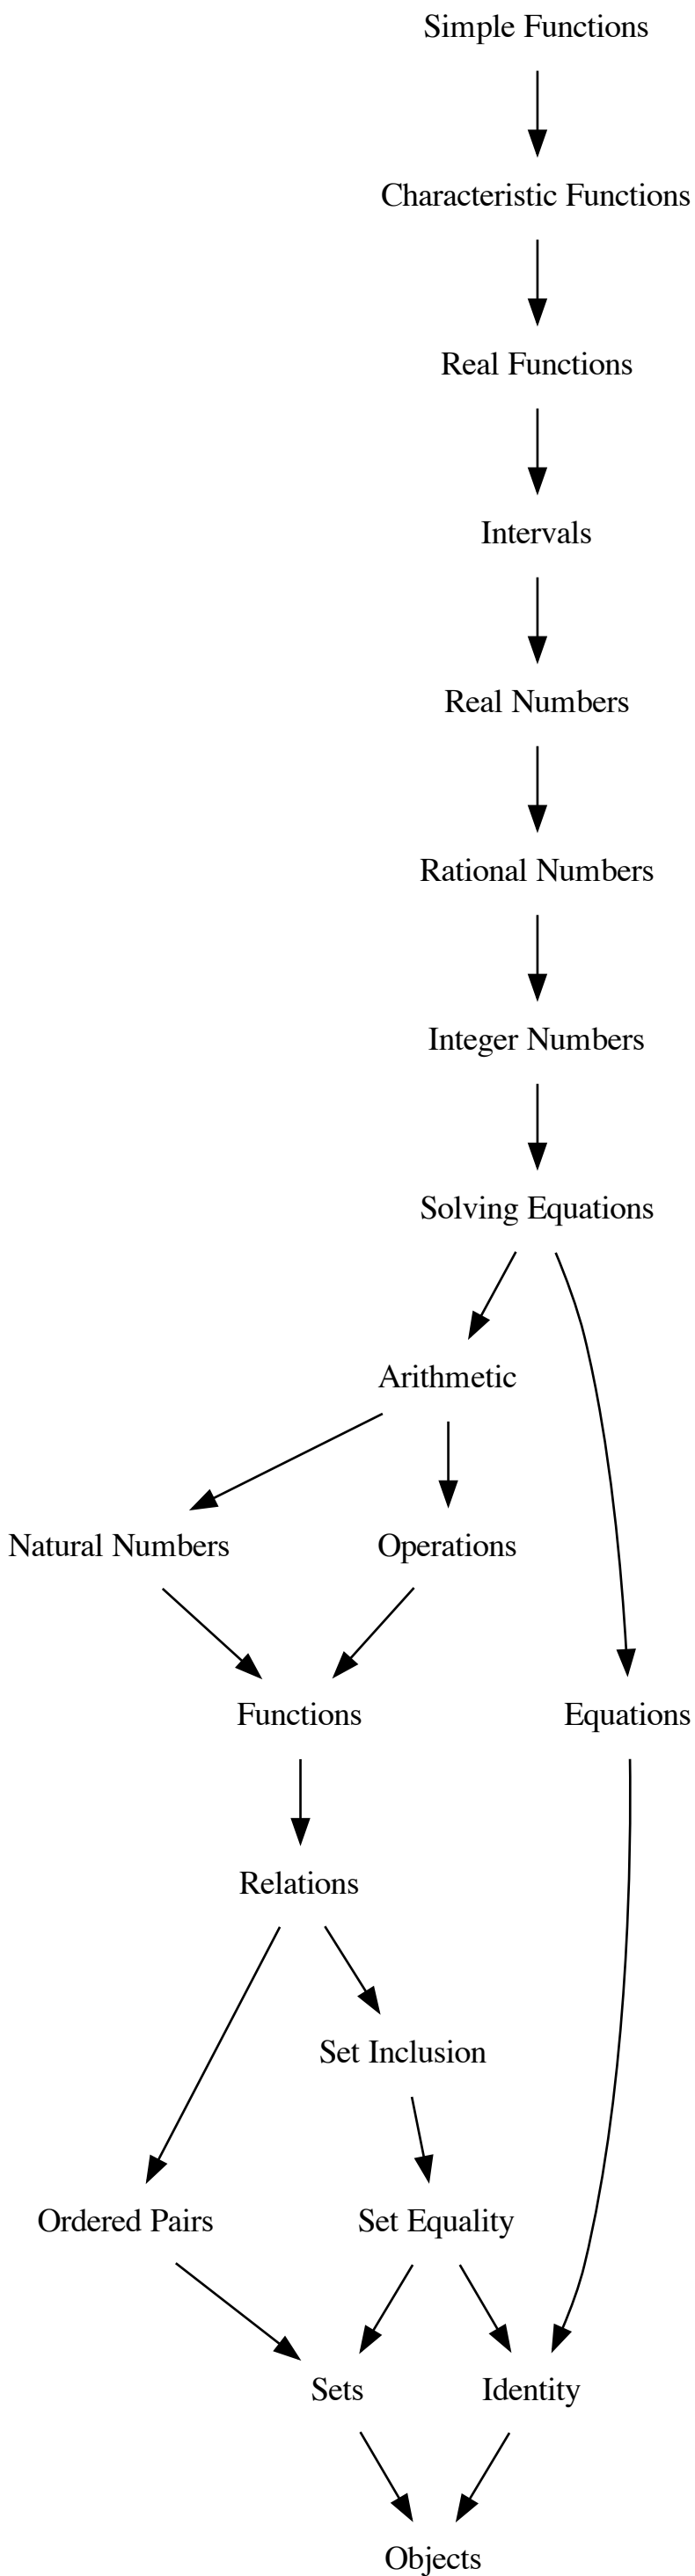 Simple Functions
Characteristic Functions
Real Functions
Intervals
Real Numbers
Rational Numbers
Integer Numbers
Solving Equations
Arithmetic
Natural Numbers
Operations
Functions
Equations
Relations
Set Inclusion
Ordered Pairs
Set Equality
Sets
Identity
Objects